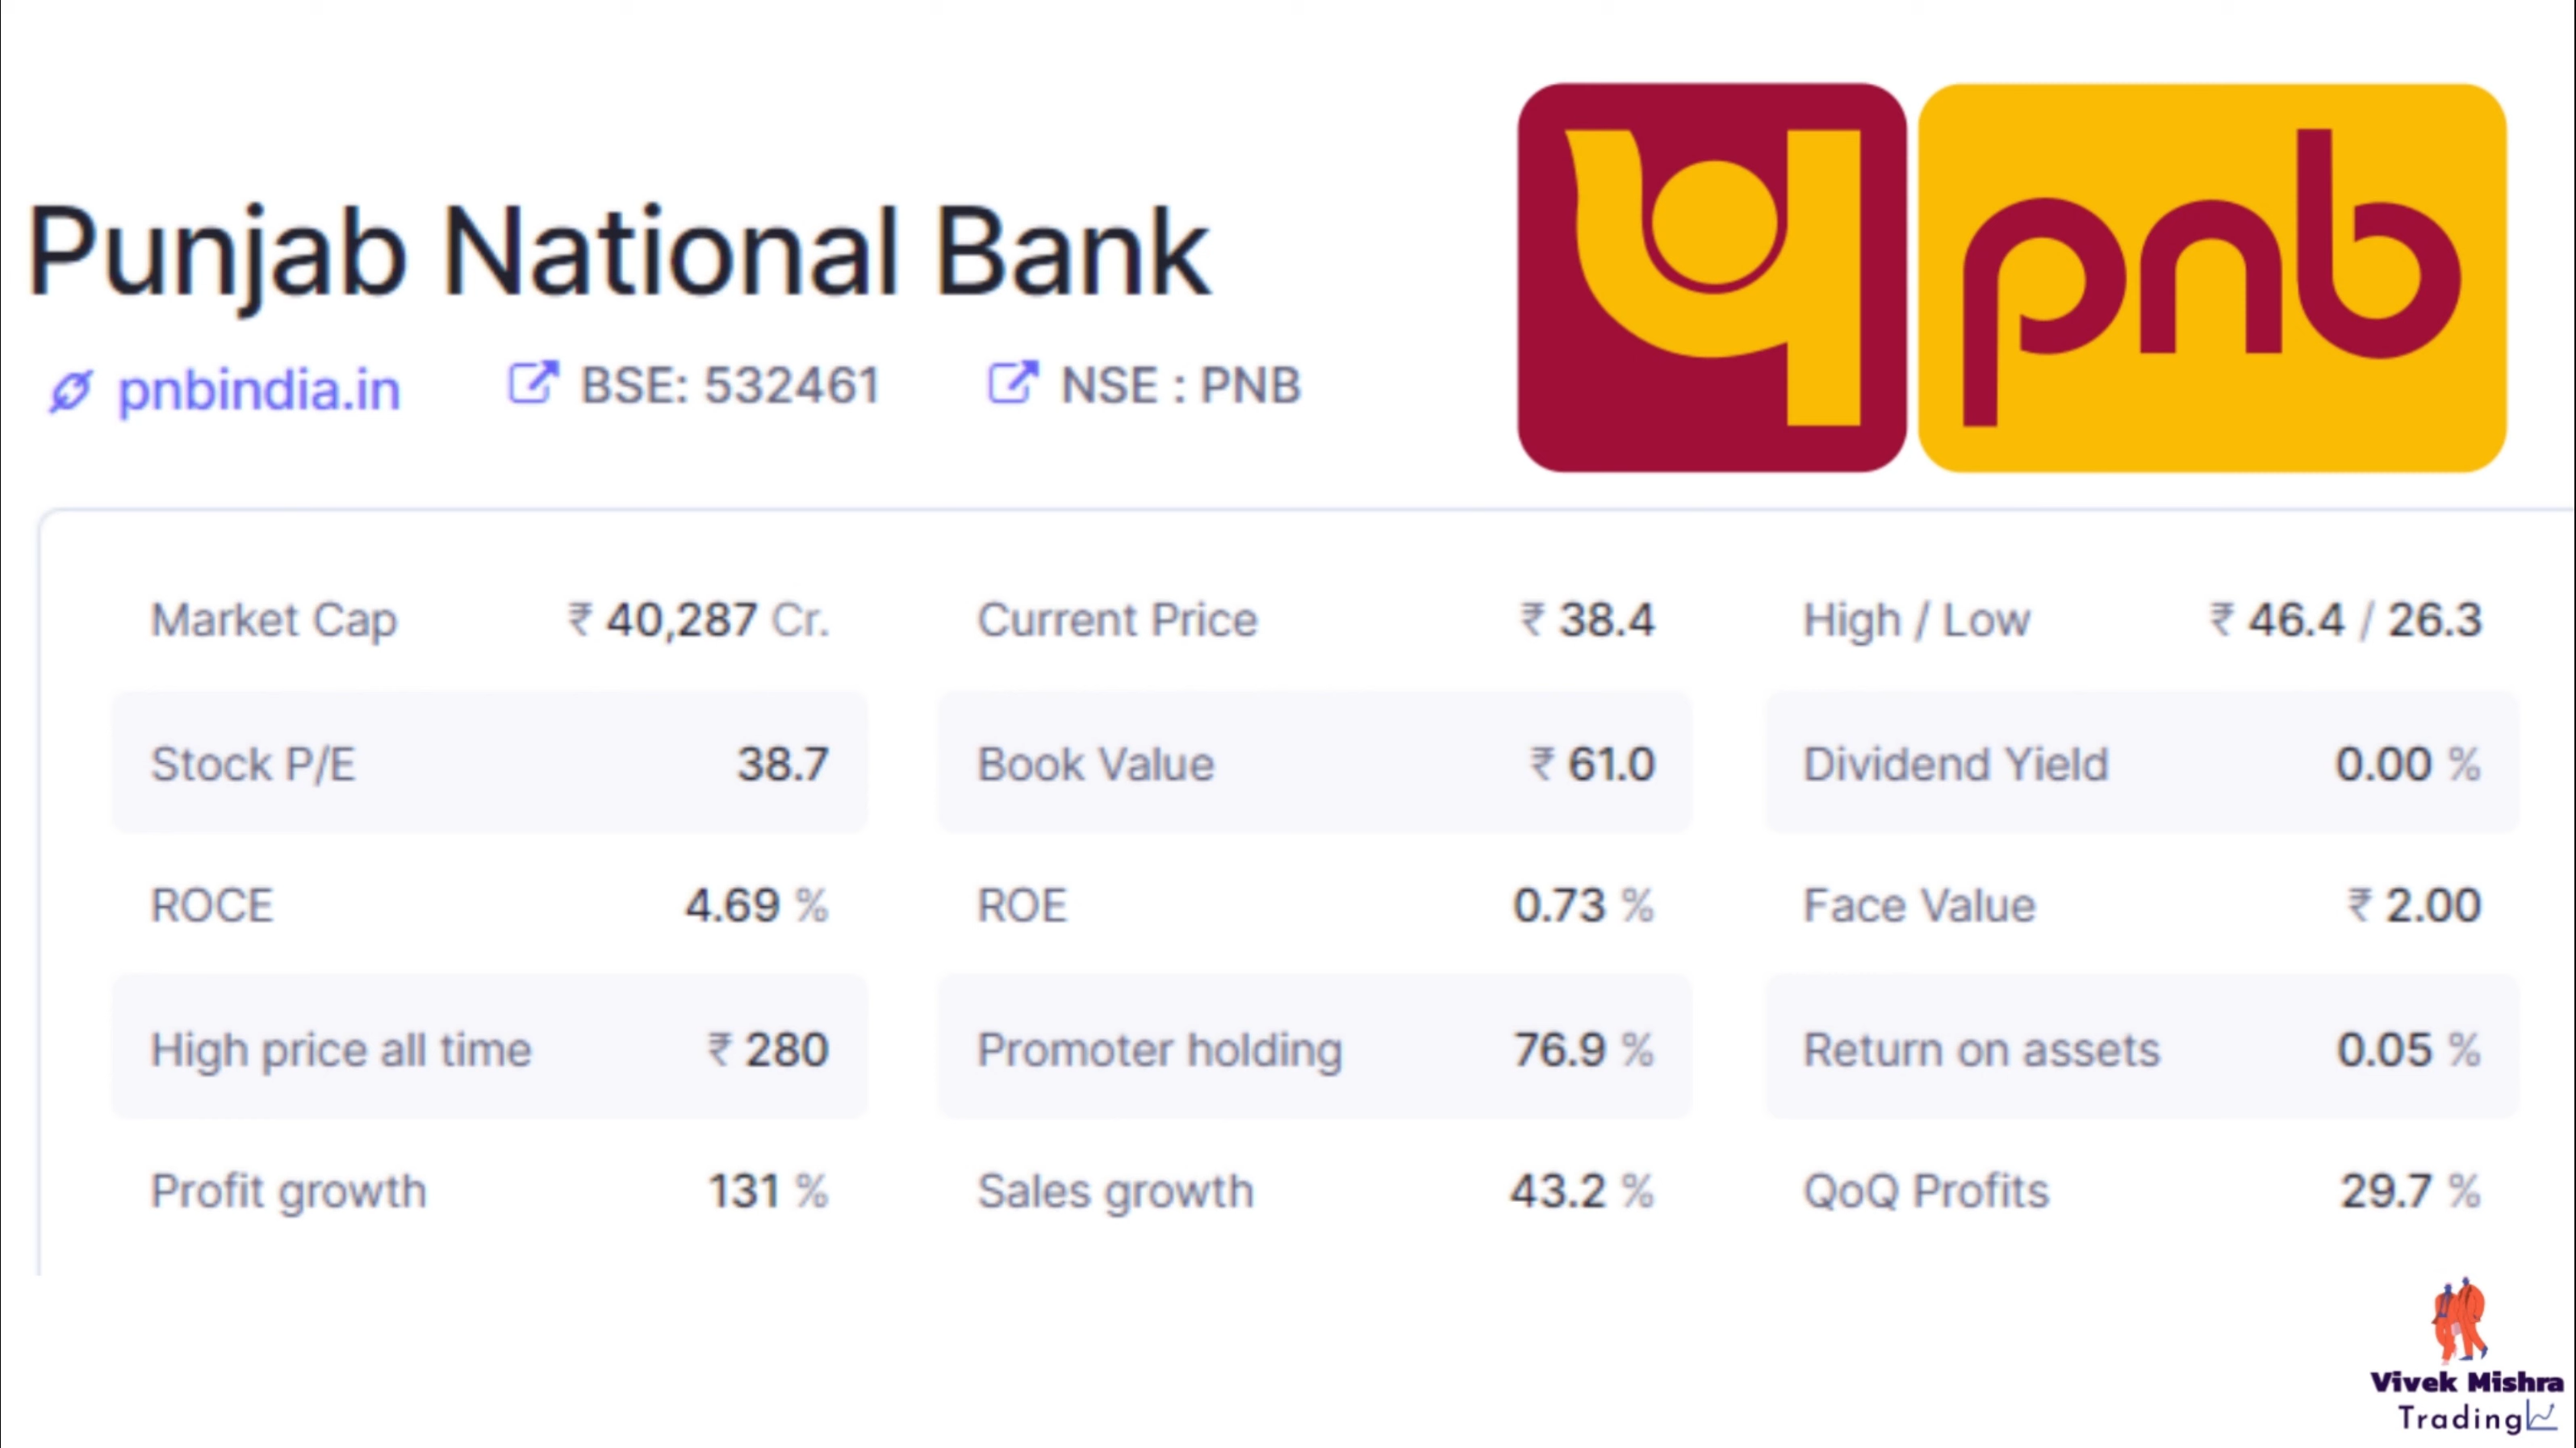 Punjab National Bank
pnb
pnbindia.in BSE: 532461 NSE : PNB
Market Cap ₹ 40,287 Cr. Current Price ₹ 38.4 High / Low ₹ 46.4 / 26.3
Stock P/E 38.7 Book Value ₹ 61.0 Dividend Yield 0.00 %
ROCE 4.69 % ROE 0.73 % Face Value ₹ 2.00
High price all time ₹ 280 Promoter holding 76.9 % Return on assets 0.05 %
Profit growth 131 % Sales growth 43.2 % QoQ Profits 29.7 %
Vivek Mishra
Trading